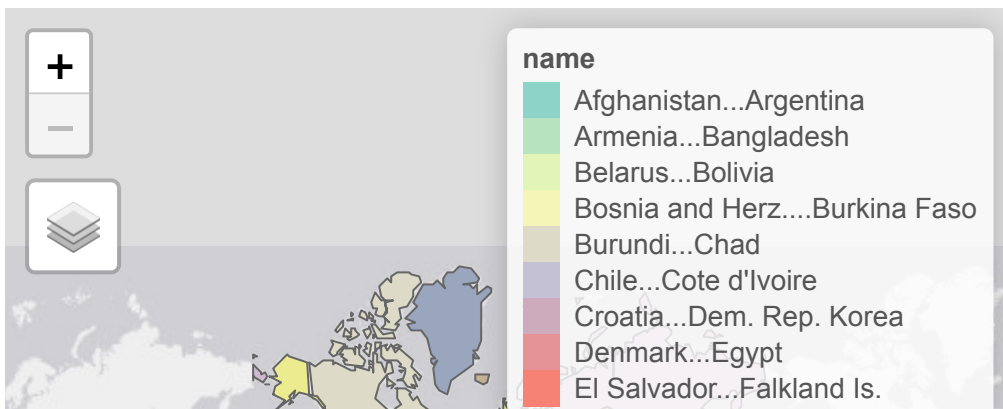 +
−
name
Afghanistan...Argentina
Armenia...Bangladesh
Belarus...Bolivia
Bosnia and Herz....Burkina Faso
Burundi...Chad
Chile...Cote d'Ivoire
Croatia...Dem. Rep. Korea
Denmark...Egypt
El Salvador...Falkland Is.